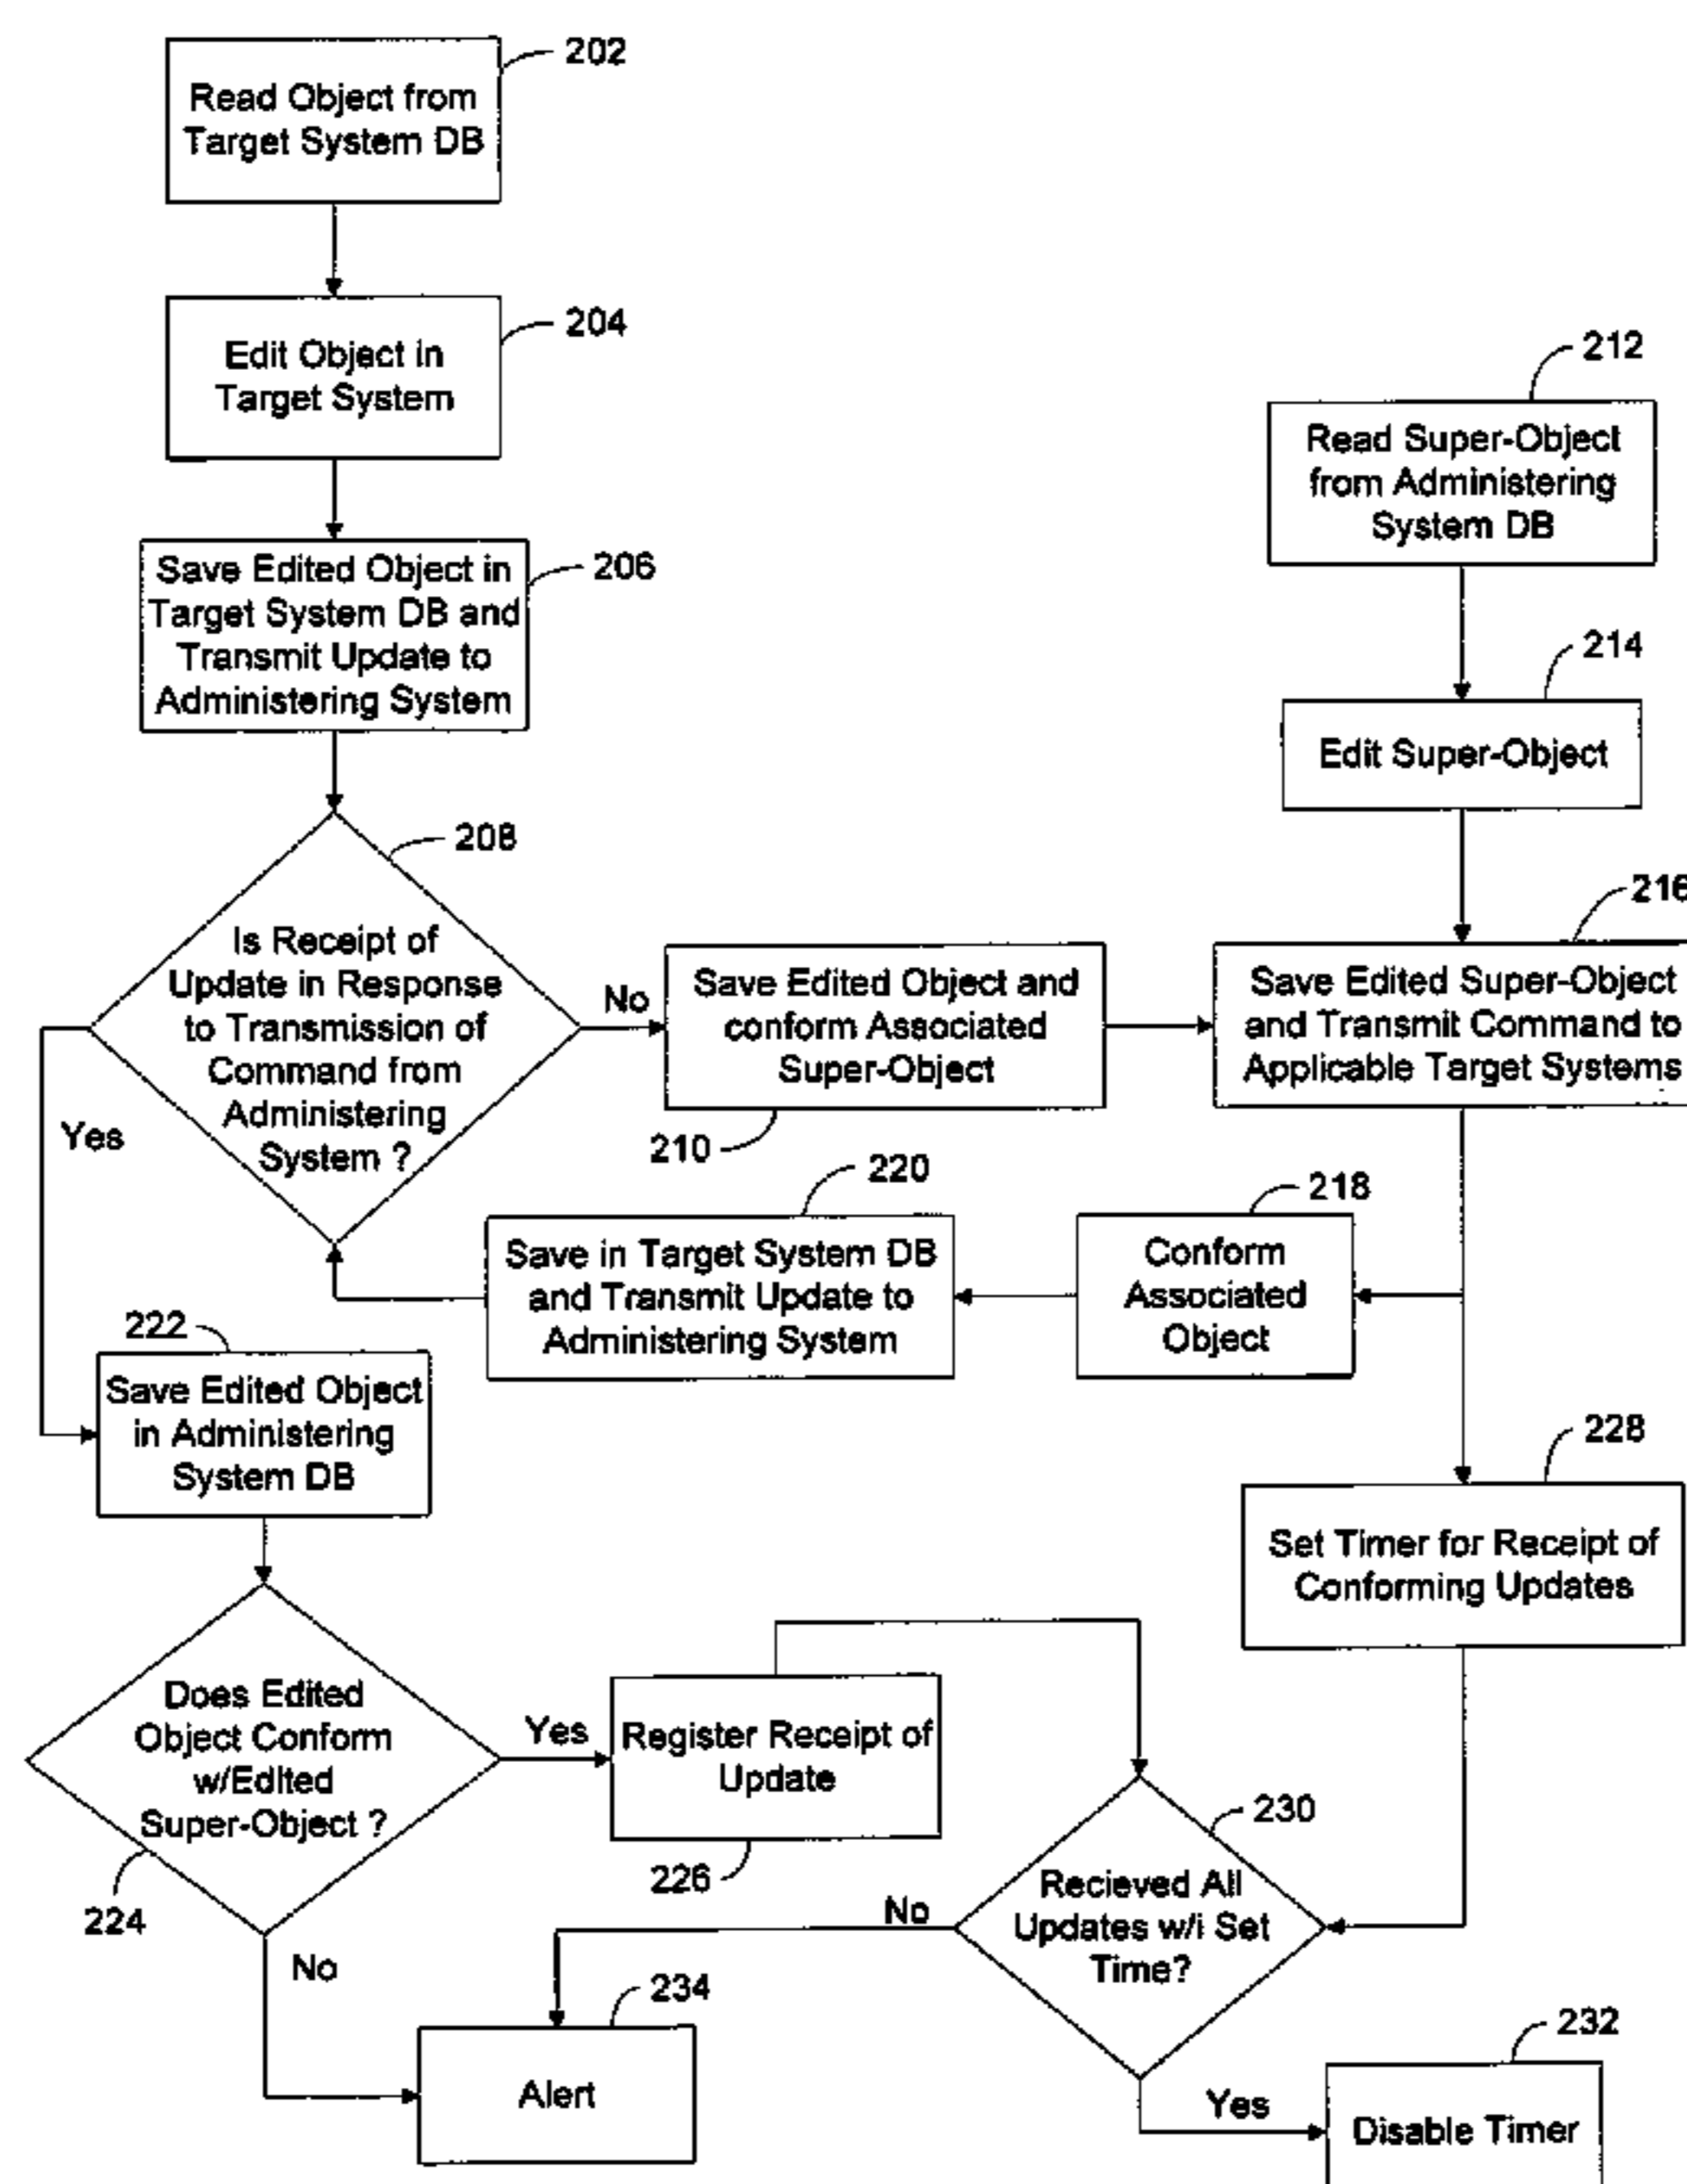 202
Read Object from
Target System DB
204
Edit Object in
Target System
212
Read Super-Object
from Administering
System DB
206
Save Edited Object in
Target System DB and
Transmit Update to
Administering System
214
Edit Super-Object
208
Is Receipt of
Update in Response
to Transmission of
Command from
Administering
System ?
No
Yes
Save Edited Object and
conform Associated
Super-Object
210
216
Save Edited Super-Object
and Transmit Command to
Applicable Target Systems
220
Save in Target System DB
and Transmit Update to
Administering System
218
Conform
Associated
Object
222
Save Edited Object
in Administering
System DB
228
Set Timer for Receipt of
Conforming Updates
Does Edited
Object Conform
w/Edited
Super-Object ?
224
Yes
No
Register Receipt of
Update
226
230
Recieved All
Updates w/i Set
Time?
No
Yes
234
Alert
232
Disable Timer